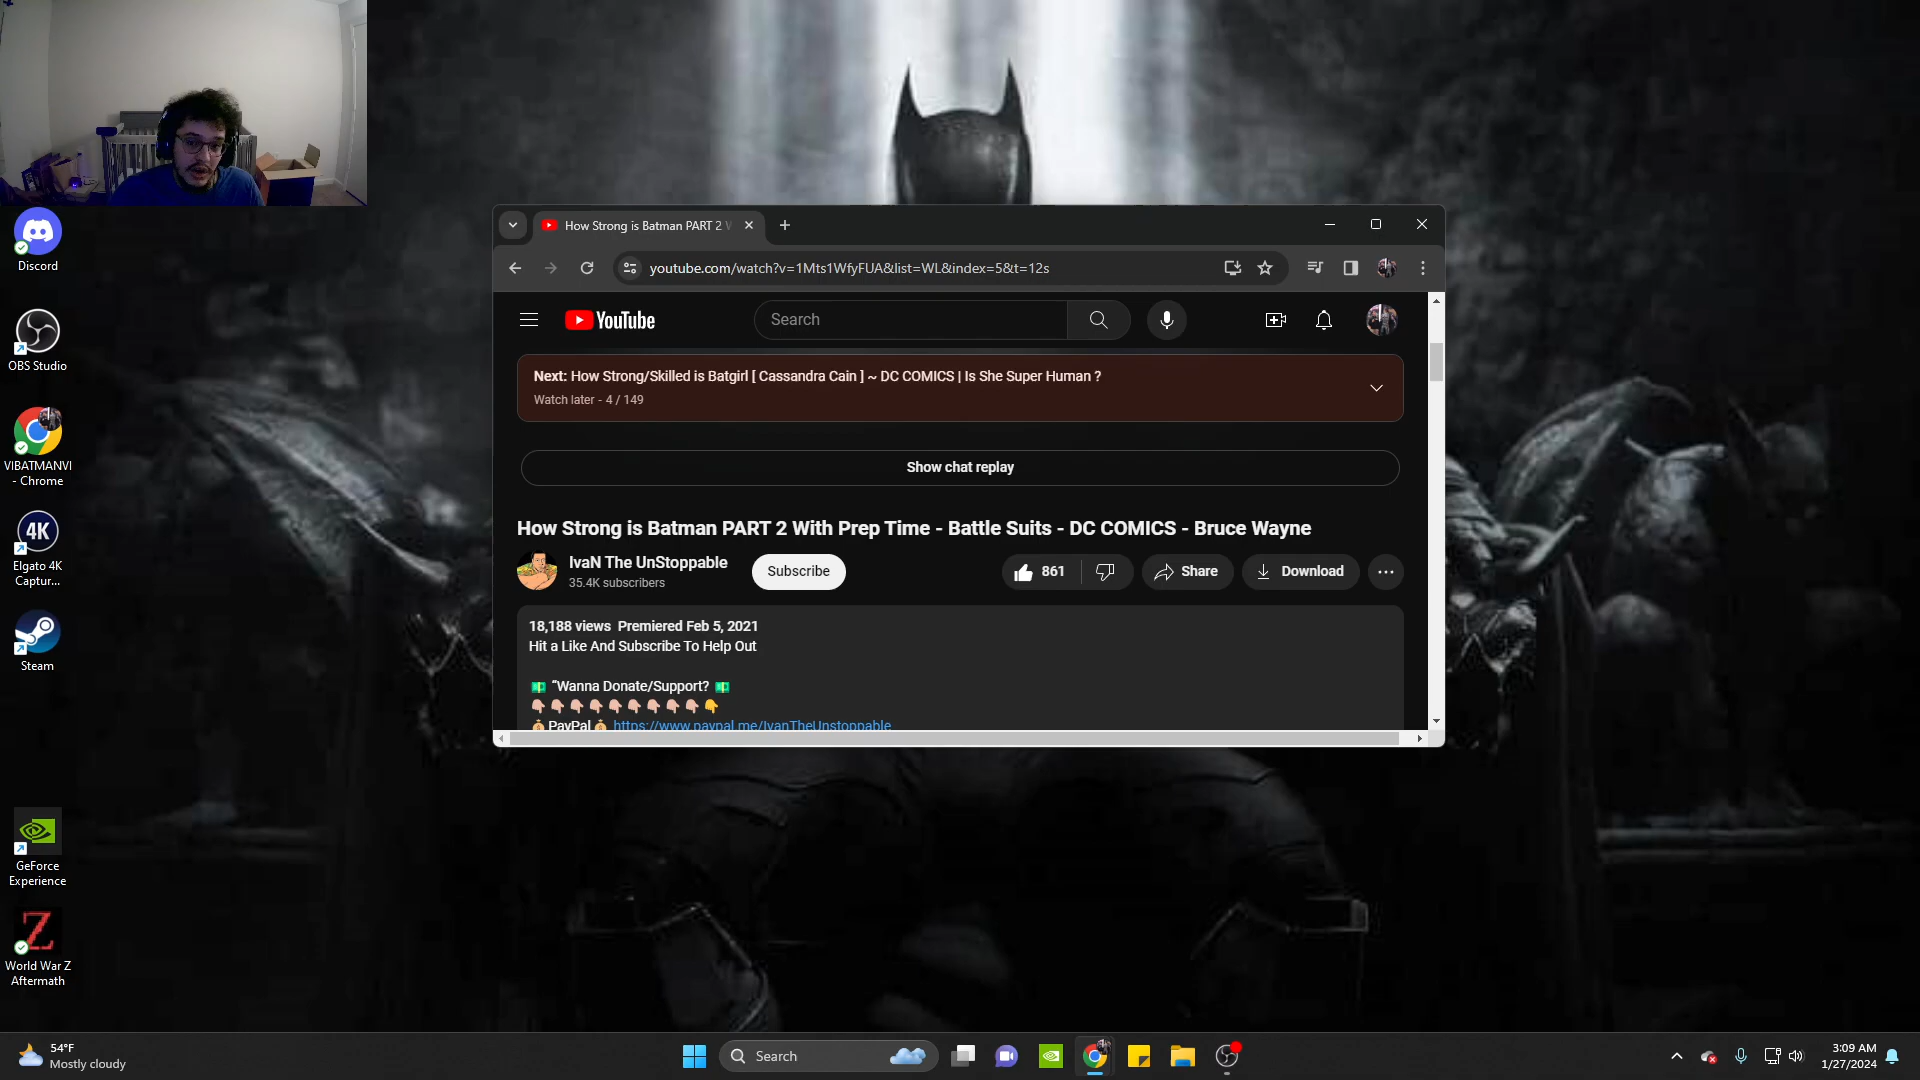 Discord
OBS Studio
VIBATMANVI
- Chrome
4K
Elgato 4K
Captur...
Steam
GeForce
Experience
Z
World War Z
Aftermath
How Strong is Batman PART 2 W
youtube.com/watch?v=1Mts1WfyFUA&list=WL&index=5&t=12s
YouTube
Search
Next: How Strong/Skilled is Batgirl [ Cassandra Cain ] ~ DC COMICS | Is She Super Human ?
Watch later - 4 / 149
Show chat replay
How Strong is Batman PART 2 With Prep Time - Battle Suits - DC COMICS - Bruce Wayne
IvaN The UnStoppable
35.4K subscribers
Subscribe
861
Share
Download
18,188 views Premiered Feb 5, 2021
Hit a Like And Subscribe To Help Out
💵 “Wanna Donate/Support? 💵
💰PayPal💰 https://www.paypal.me/IvanTheUnstoppable
54°F
Mostly cloudy
Search
3:09 AM
1/27/2024